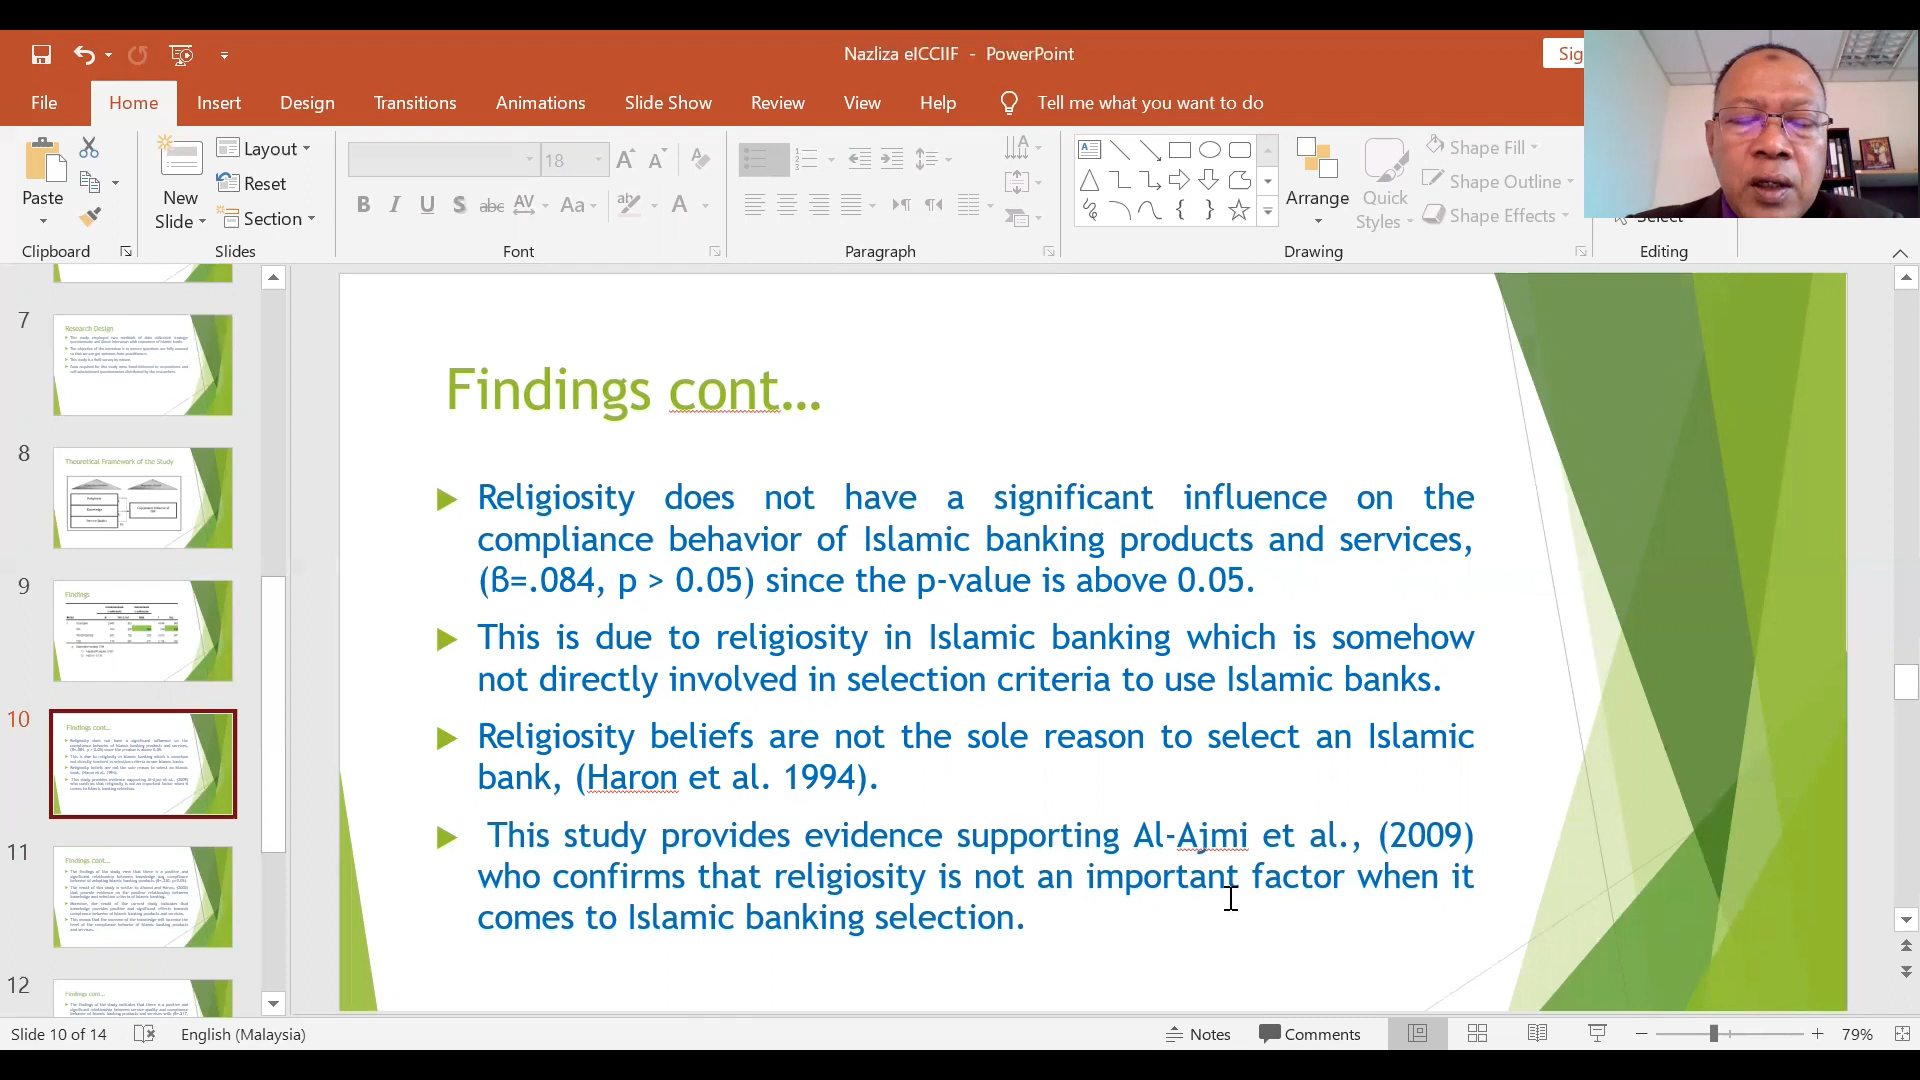 Nazliza eICCIIF - PowerPoint
Sig
File Home Insert Design Transitions Animations Slide Show Review View Help Tell me what you want to do
Paste
Clipboard
New
Slide
Layout
Reset
Section
Slides
18
Font
Paragraph
Arrange
Quick
Styles
Shape Fill
Shape Outline
Shape Effects
Drawing
Select
Editing
7
Research Design
8
Theoretical Framework of the Study
9
Findings
10
Findings cont...
11
Findings cont...
12
Findings cont...
Findings cont...
Religiosity does not have a significant influence on the
compliance behavior of Islamic banking products and services,
(β=.084, p > 0.05) since the p-value is above 0.05.
This is due to religiosity in Islamic banking which is somehow
not directly involved in selection criteria to use Islamic banks.
Religiosity beliefs are not the sole reason to select an Islamic
bank, (Haron et al. 1994).
This study provides evidence supporting Al-Ajmi et al., (2009)
who confirms that religiosity is not an important factor when it
comes to Islamic banking selection.
Slide 10 of 14 English (Malaysia) Notes Comments 79%